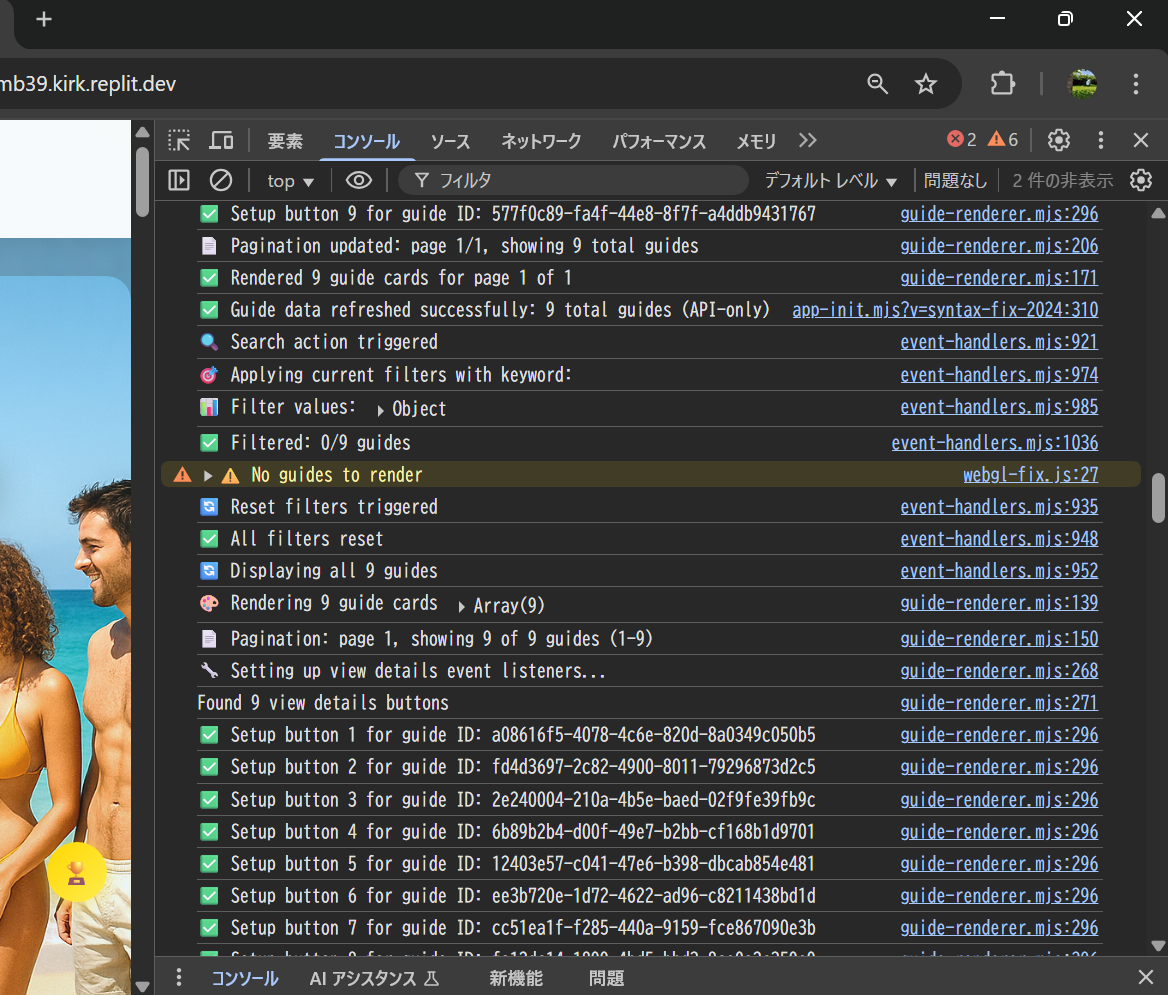 mb39.kirk.replit.dev
要素 コンソール ソース ネットワーク パフォーマンス メモリ 2 6
top フィルタ デフォルト レベル 問題なし 2 件の非表示
Setup button 9 for guide ID: 577f0c89-fa4f-44e8-8f7f-a4ddb9431767 guide-renderer.mjs:296
Pagination updated: page 1/1, showing 9 total guides guide-renderer.mjs:206
Rendered 9 guide cards for page 1 of 1 guide-renderer.mjs:171
Guide data refreshed successfully: 9 total guides (API-only) app-init.mjs?v=syntax-fix-2024:310
Search action triggered event-handlers.mjs:921
Applying current filters with keyword: event-handlers.mjs:974
Filter values: Object event-handlers.mjs:985
Filtered: 0/9 guides event-handlers.mjs:1036
No guides to render webgl-fix.js:27
Reset filters triggered event-handlers.mjs:935
All filters reset event-handlers.mjs:948
Displaying all 9 guides event-handlers.mjs:952
Rendering 9 guide cards Array(9) guide-renderer.mjs:139
Pagination: page 1, showing 9 of 9 guides (1-9) guide-renderer.mjs:150
Setting up view details event listeners... guide-renderer.mjs:268
Found 9 view details buttons guide-renderer.mjs:271
Setup button 1 for guide ID: a08616f5-4078-4c6e-820d-8a0349c050b5 guide-renderer.mjs:296
Setup button 2 for guide ID: fd4d3697-2c82-4900-8011-79296873d2c5 guide-renderer.mjs:296
Setup button 3 for guide ID: 2e240004-210a-4b5e-baed-02f9fe39fb9c guide-renderer.mjs:296
Setup button 4 for guide ID: 6b89b2b4-d00f-49e7-b2bb-cf168b1d9701 guide-renderer.mjs:296
Setup button 5 for guide ID: 12403e57-c041-47e6-b398-dbcab854e481 guide-renderer.mjs:296
Setup button 6 for guide ID: ee3b720e-1d72-4622-ad96-c8211438bd1d guide-renderer.mjs:296
Setup button 7 for guide ID: cc51ea1f-f285-440a-9159-fce867090e3b guide-renderer.mjs:296
コンソール AI アシスタンス 新機能 問題